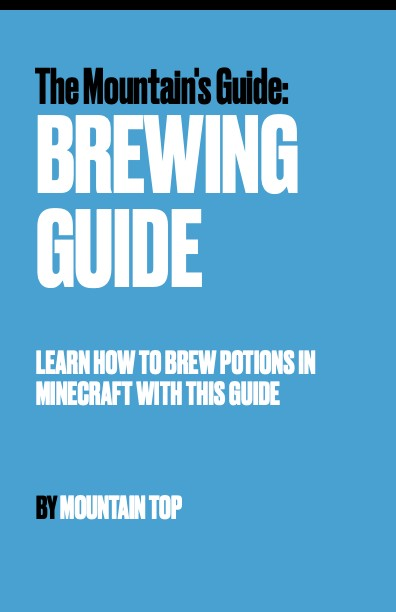 The Mountain's Guide:
BREWING
GUIDE
LEARN HOW TO BREW POTIONS IN
MINECRAFT WITH THIS GUIDE
BY MOUNTAIN TOP